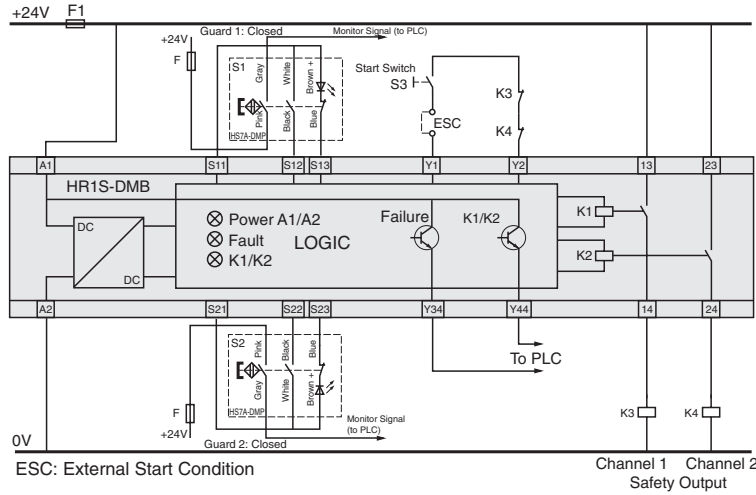 +24V
F1
Guard 1: Closed
Monitor Signal (to PLC)
+24V
F
S1
Gray
White
Brown +
Pink
Black
Blue
HS7A-DMP
Start Switch
S3
ESC
K3
K4
A1
S11
S12
S13
Y1
Y2
13
23
HR1S-DMB
DC
DC
Power A1/A2
Fault
K1/K2
LOGIC
Failure
K1/K2
K1
K2
A2
S21
S22
S23
Y34
Y44
14
24
S2
Pink
Black
Blue
Gray
White
Brown +
HS7A-DMP
F
+24V
Monitor Signal
(to PLC)
Guard 2: Closed
To PLC
K3
K4
0V
ESC: External Start Condition
Channel 1
Channel 2
Safety Output